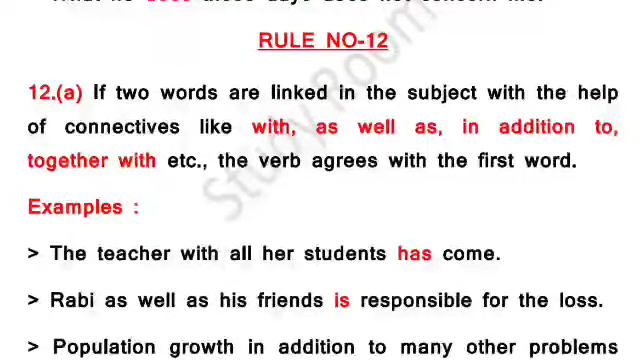 RULE NO-12
12.(a) If two words are linked in the subject with the help
of connectives like with, as well as, in addition to,
together with etc., the verb agrees with the first word.
Examples :
> The teacher with all her students has come.
> Rabi as well as his friends is responsible for the loss.
> Population growth in addition to many other problems
Study Room